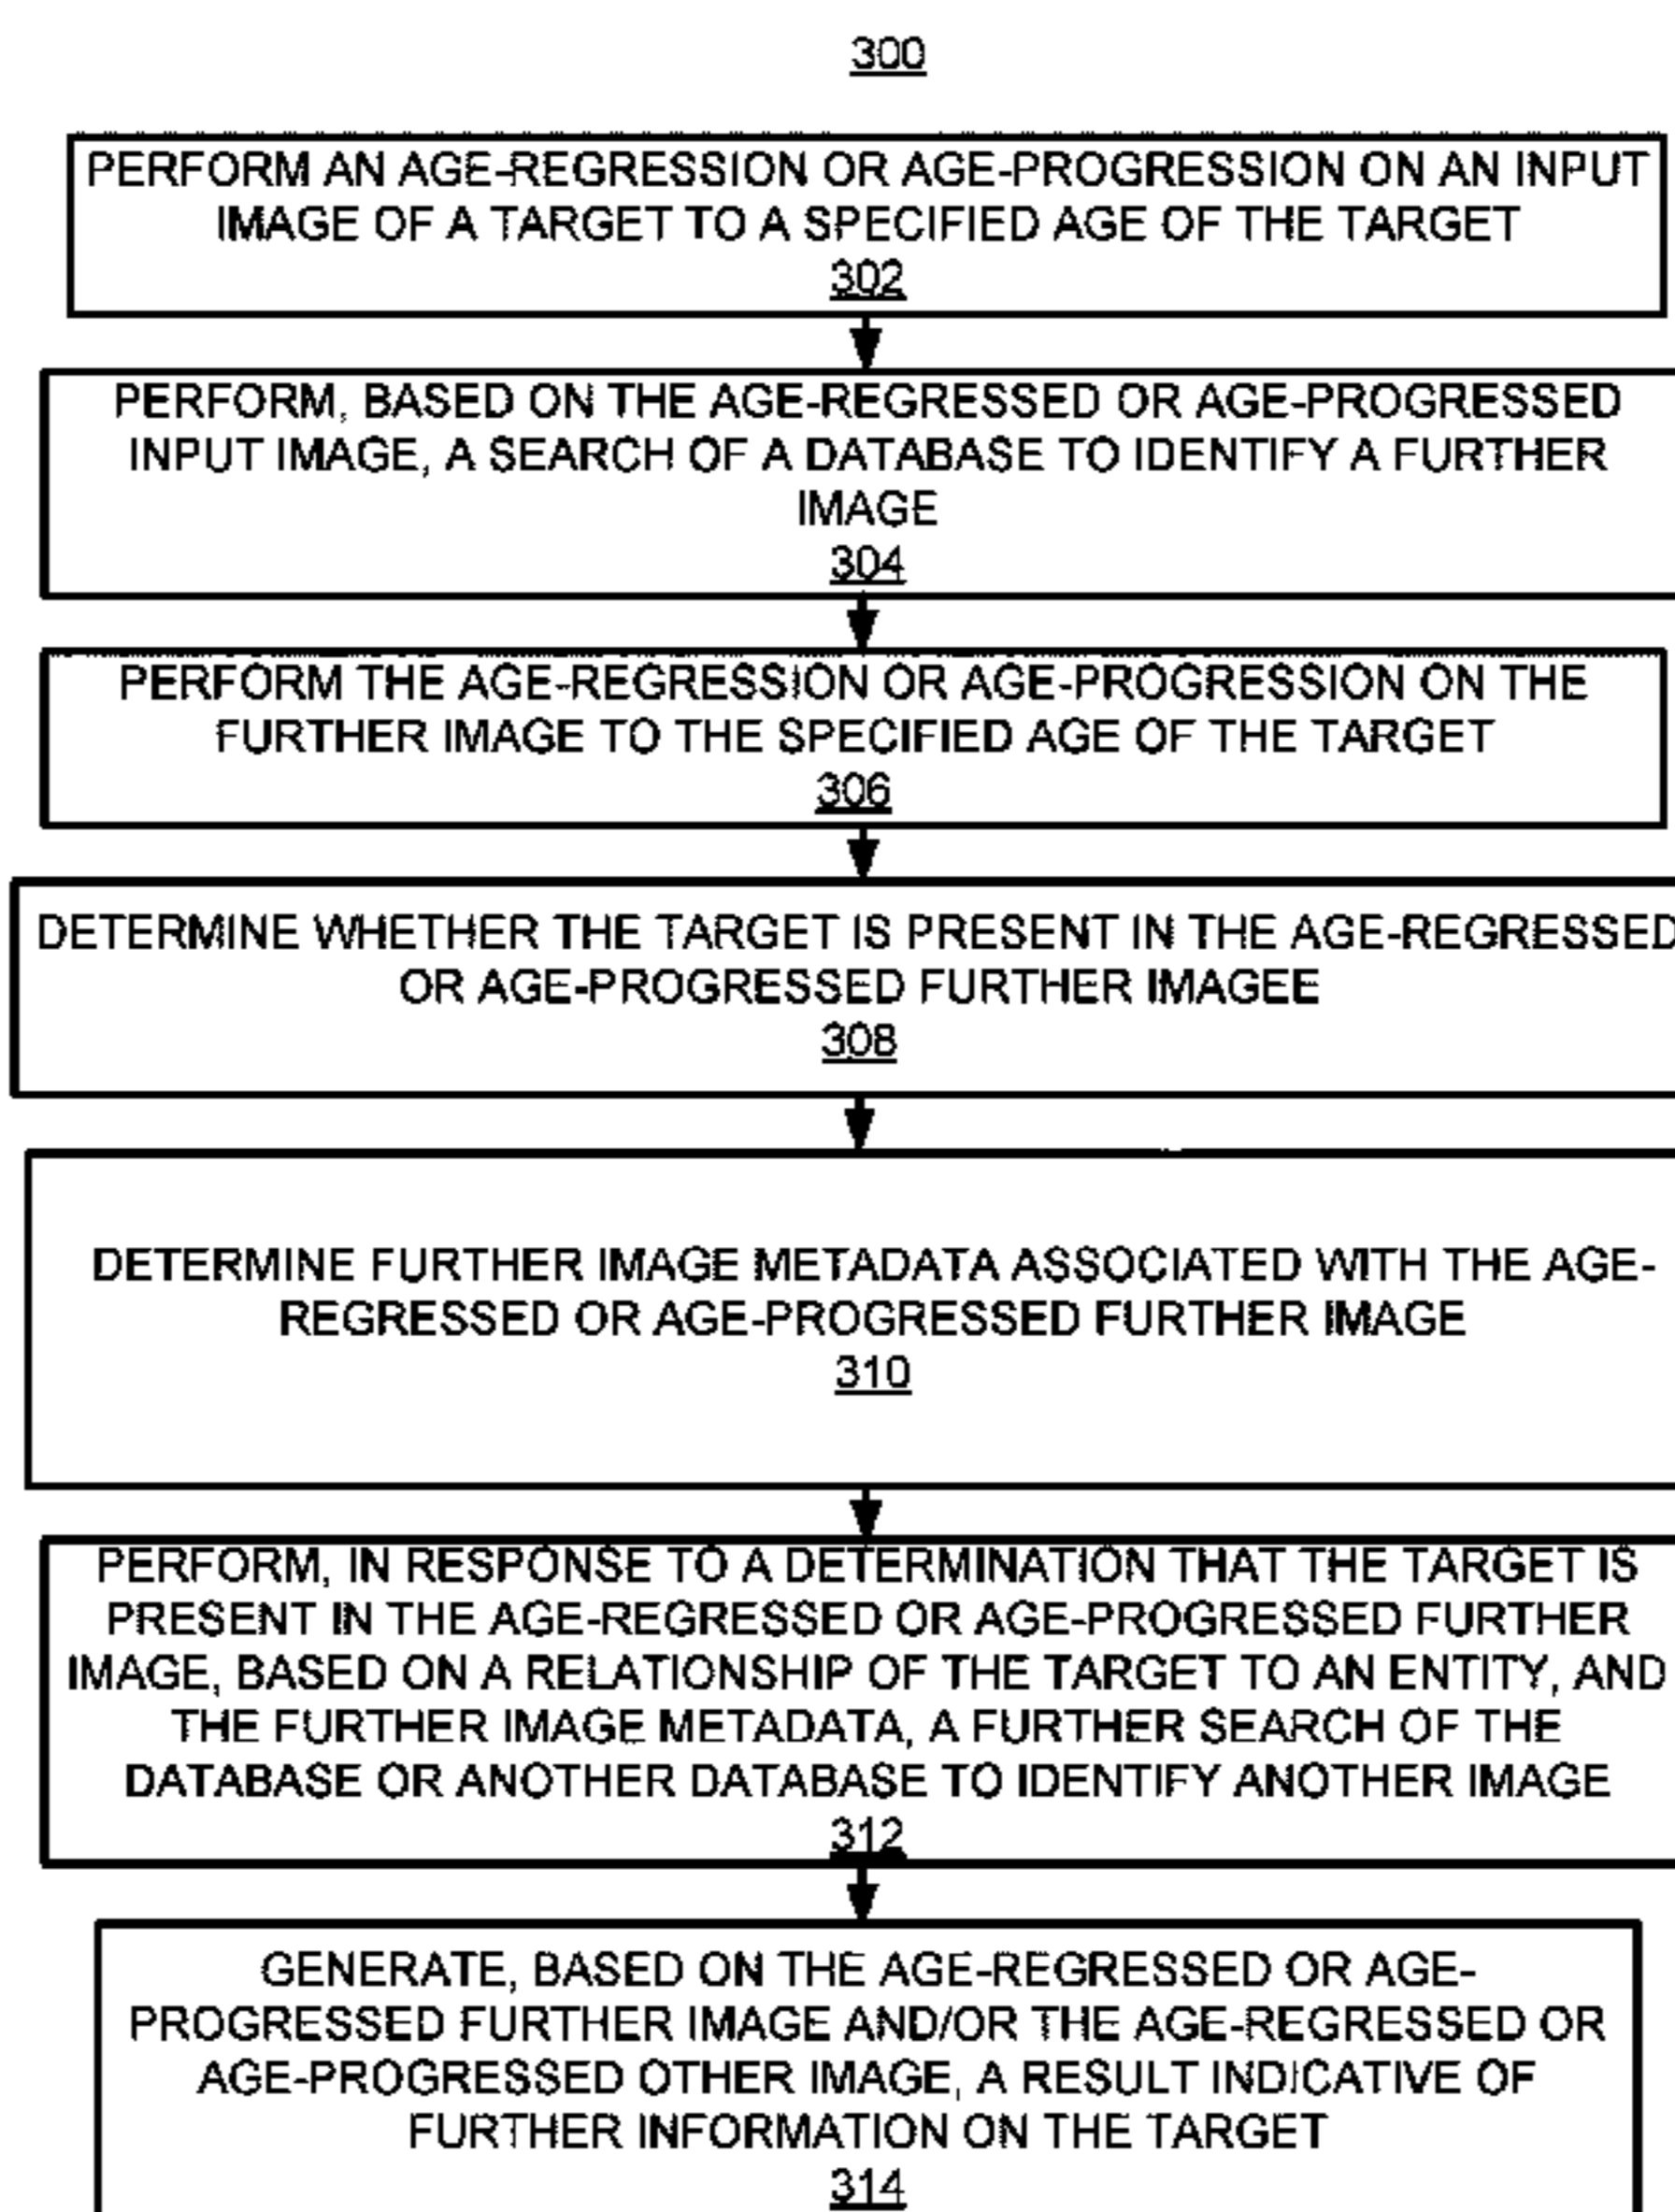 300
PERFORM AN AGE-REGRESSION OR AGE-PROGRESSION ON AN INPUT
IMAGE OF A TARGET TO A SPECIFIED AGE OF THE TARGET
302
PERFORM, BASED ON THE AGE-REGRESSED OR AGE-PROGRESSED
INPUT IMAGE, A SEARCH OF A DATABASE TO IDENTIFY A FURTHER
IMAGE
304
PERFORM THE AGE-REGRESSION OR AGE-PROGRESSION ON THE
FURTHER IMAGE TO THE SPECIFIED AGE OF THE TARGET
306
DETERMINE WHETHER THE TARGET IS PRESENT IN THE AGE-REGRESSED
OR AGE-PROGRESSED FURTHER IMAGEE
308
DETERMINE FURTHER IMAGE METADATA ASSOCIATED WITH THE AGE-
REGRESSED OR AGE-PROGRESSED FURTHER IMAGE
310
PERFORM, IN RESPONSE TO A DETERMINATION THAT THE TARGET IS
PRESENT IN THE AGE-REGRESSED OR AGE-PROGRESSED FURTHER
IMAGE, BASED ON A RELATIONSHIP OF THE TARGET TO AN ENTITY, AND
THE FURTHER IMAGE METADATA, A FURTHER SEARCH OF THE
DATABASE OR ANOTHER DATABASE TO IDENTIFY ANOTHER IMAGE
312
GENERATE, BASED ON THE AGE-REGRESSED OR AGE-
PROGRESSED FURTHER IMAGE AND/OR THE AGE-REGRESSED OR
AGE-PROGRESSED OTHER IMAGE, A RESULT INDICATIVE OF
FURTHER INFORMATION ON THE TARGET
314